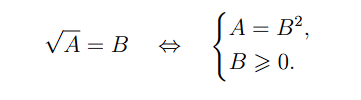 √A = B ⇔ { A = B²,
B ⩾ 0.